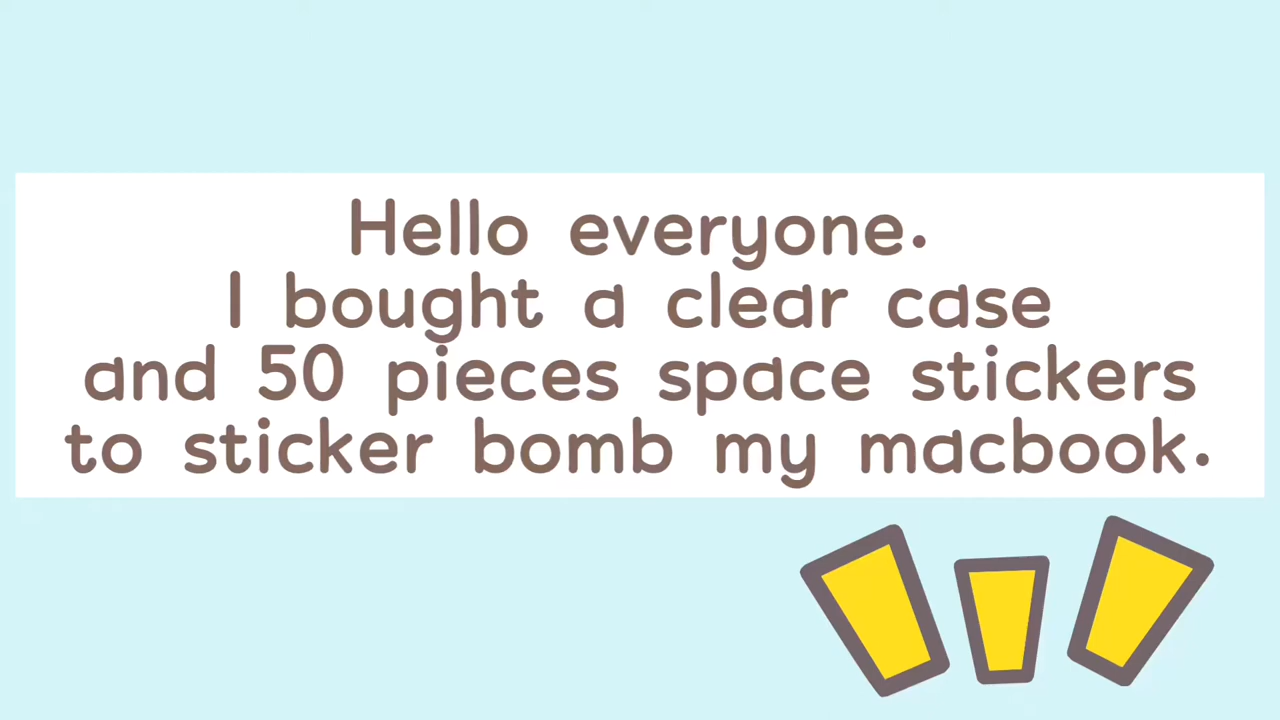 Hello everyone.
I bought a clear case
and 50 pieces space stickers
to sticker bomb my macbook.